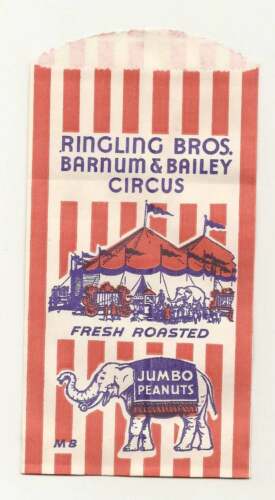 RINGLING BROS.
BARNUM & BAILEY
CIRCUS
FRESH ROASTED
JUMBO
PEANUTS
MB